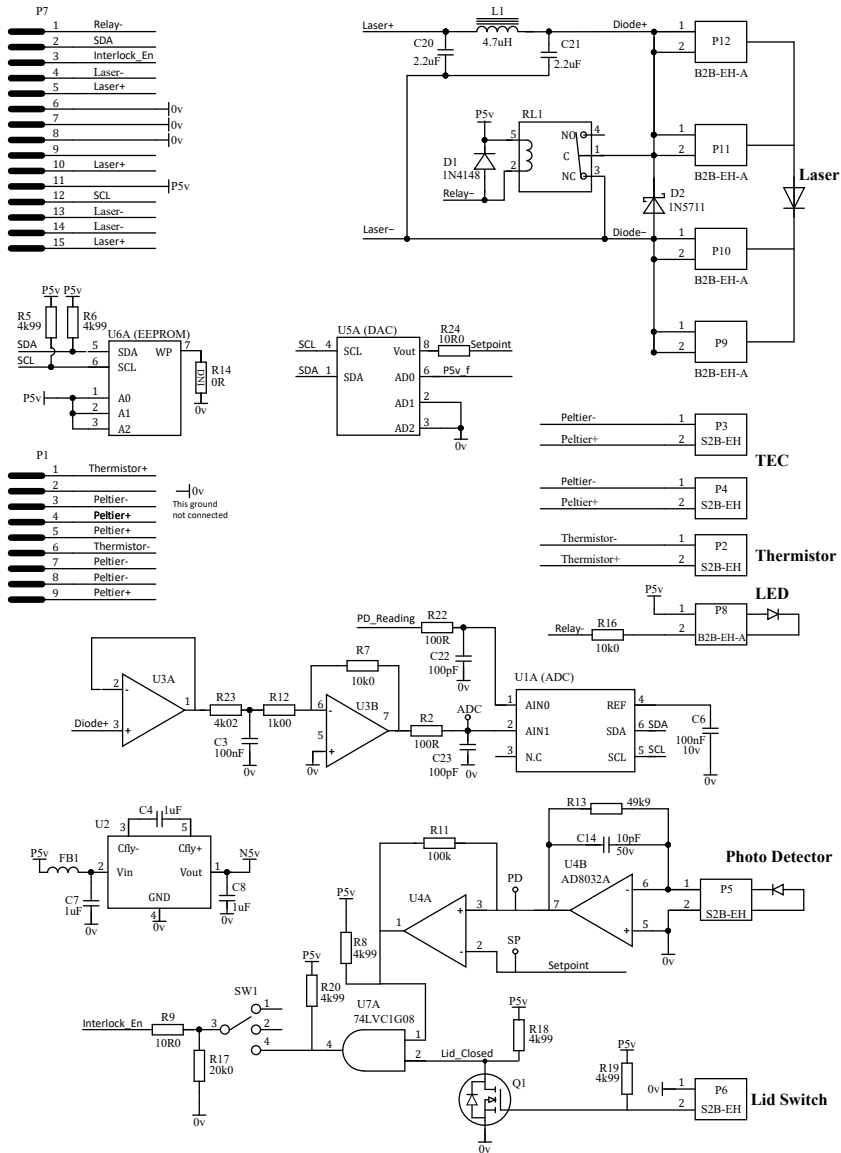 P7
1 Relay-
2 SDA
3 Interlock_En
4 Laser-
5 Laser+
6 0v
7 0v
8 0v
9
10 Laser+
11 P5v
12 SCL
13 Laser-
14 Laser-
15 Laser+
Laser+
L1
4.7uH
C20
2.2uF
C21
2.2uF
Diode+
1
2
P12
B2B-EH-A
P5v
RL1
D1
1N4148
5
2
NO
4
C
1
NC
3
Relay−
1
2
P11
B2B-EH-A
Laser
D2
1N5711
Laser−
Diode−
1
2
P10
B2B-EH-A
1
2
P9
B2B-EH-A
P5v P5v
R5
4k99
R6
4k99
U6A (EEPROM)
SDA 5 SDA WP 7
SCL 6 SCL
R14
0R
DNI
0v
P5v
1 A0
2 A1
3 A2
U5A (DAC)
R24
10R0
SCL 4 SCL Vout 8 Setpoint
SDA 1 SDA AD0 6 P5v_f
AD1 2
AD2 3
0v
P1
1 Thermistor+
2
3 Peltier-
4 Peltier+
5 Peltier+
6 Thermistor-
7 Peltier-
8 Peltier-
9 Peltier+
0v
This ground
not connected
Peltier- 1 P3
Peltier+ 2 S2B-EH
TEC
Peltier- 1 P4
Peltier+ 2 S2B-EH
Thermistor- 1 P2
Thermistor+ 2 S2B-EH
Thermistor
LED
P5v
1 P8
Relay- R16 2 B2B-EH-A
10k0
PD_Reading
R22
100R
C22
100pF
0v
U3A
2 -
1
Diode+ 3 +
R23
4k02
C3
100nF
0v
R12
1k00
R7
10k0
U3B
6 -
7
5 +
0v
R2
100R
ADC
C23
100pF
0v
U1A (ADC)
1 AIN0 REF 4
2 AIN1 SDA 6 SDA
3 N.C SCL 5 SCL
C6
100nF
10v
0v
C4 1uF
U2
3 5
Cfly- Cfly+
P5v FB1 2 Vin Vout 1 N5v
GND
4
0v
C7
1uF
0v
C8
1uF
0v
R13 49k9
C14 10pF
50v
R11
100k
U4B
AD8032A
6 -
7
5 +
0v
Photo Detector
1 P5
2 S2B-EH
PD
U4A
1
+ 3
- 2
SP
Setpoint
P5v
R8
4k99
P5v
R20
4k99
U7A
74LVC1G08
1
2
4
Lid_Closed
SW1
1
2
3
4
Interlock_En R9
10R0
R17
20k0
0v
P5v
R18
4k99
Q1
0v
P5v
R19
4k99
0v
1 P6
2 S2B-EH
Lid Switch